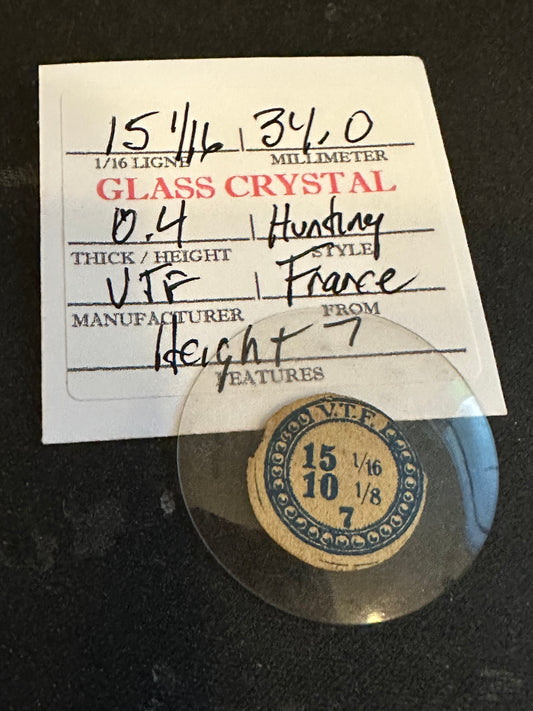 15 1/16 34.0
1/16 LIGNE MILLIMETER
GLASS CRYSTAL
0.4 Hunting
THICK / HEIGHT STYLE
VTF France
MANUFACTURER FROM
Height 7
FEATURES
V.T.F.
15 1/16
10 1/8
7